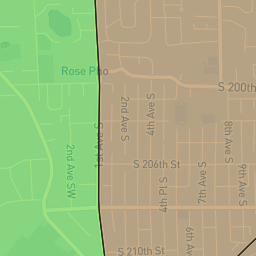 Rose Pho
S 200th
2nd Ave S
4th Ave S
8th Ave S
1st Ave S
2nd Ave SW
S 206th St
4th Pl S
7th Ave S
9th Ave S
6th Ave
S 210th St